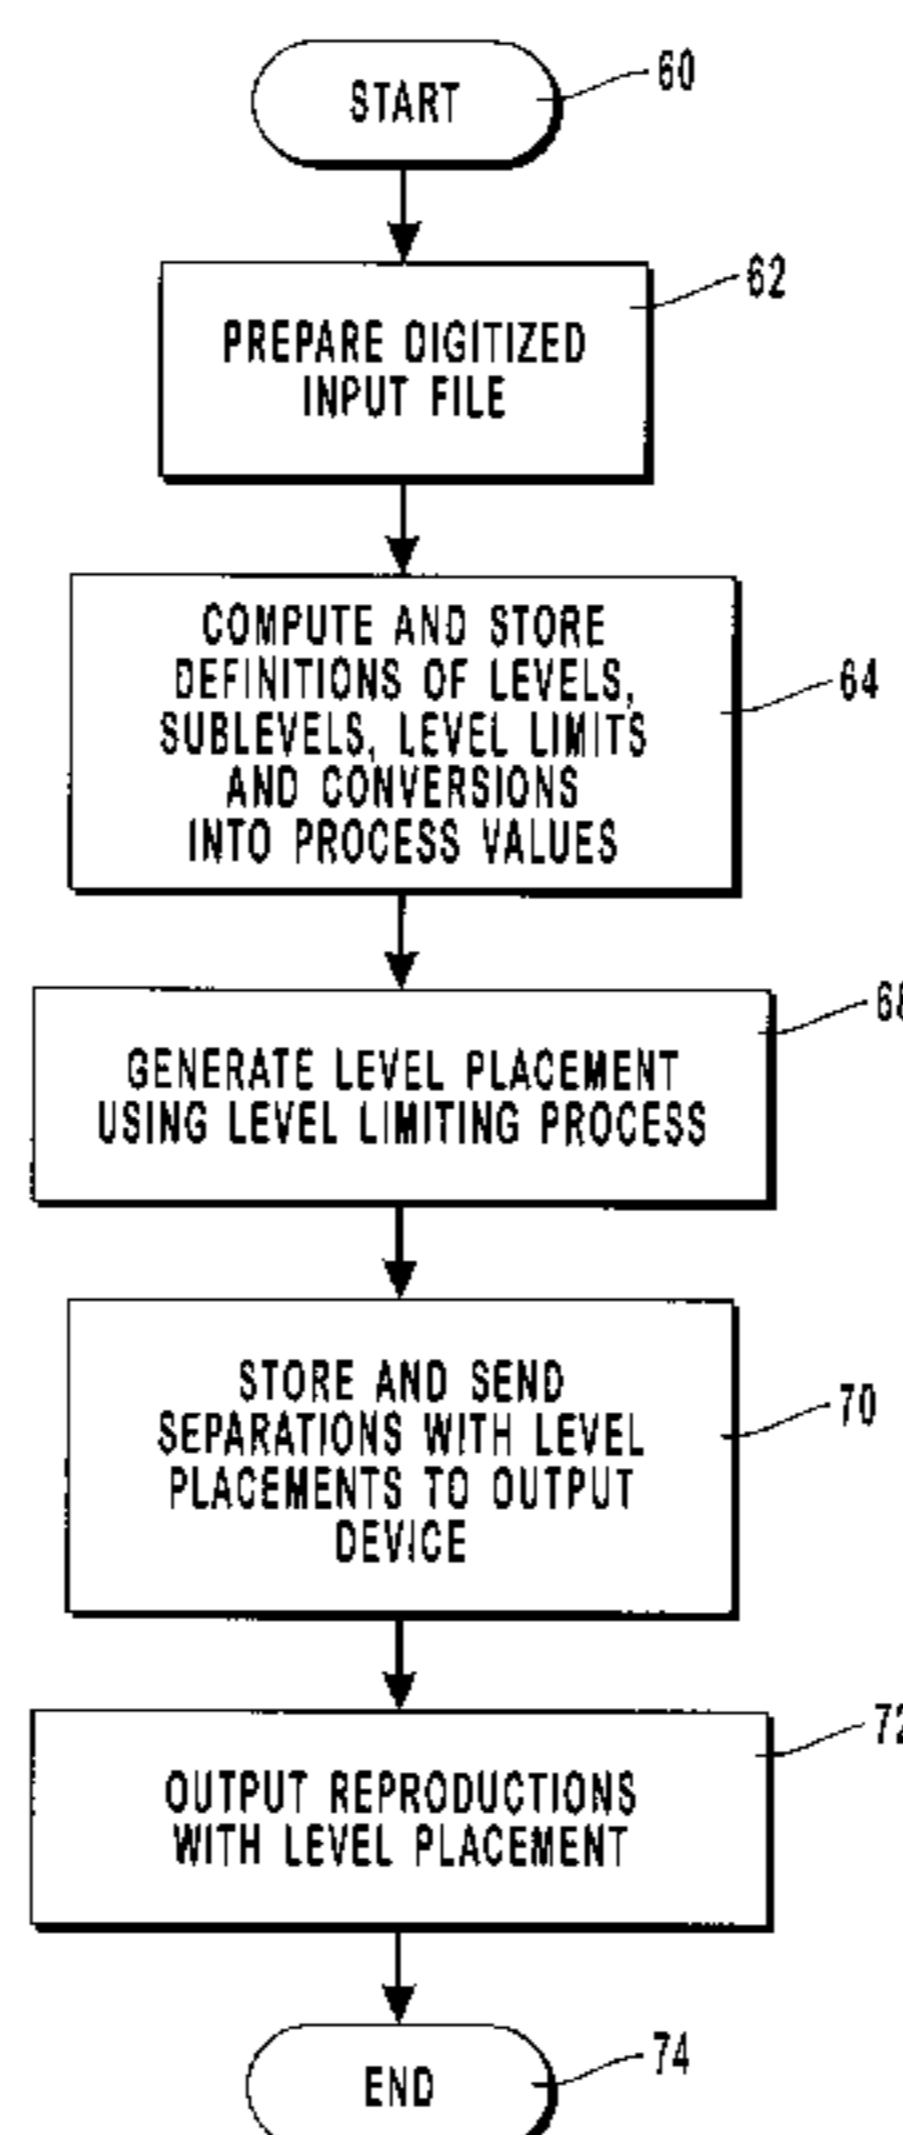 START
60
PREPARE DIGITIZED
INPUT FILE
62
COMPUTE AND STORE
DEFINITIONS OF LEVELS,
SUBLEVELS, LEVEL LIMITS
AND CONVERSIONS
INTO PROCESS VALUES
64
GENERATE LEVEL PLACEMENT
USING LEVEL LIMITING PROCESS
68
STORE AND SEND
SEPARATIONS WITH LEVEL
PLACEMENTS TO OUTPUT
DEVICE
70
OUTPUT REPRODUCTIONS
WITH LEVEL PLACEMENT
72
END
74